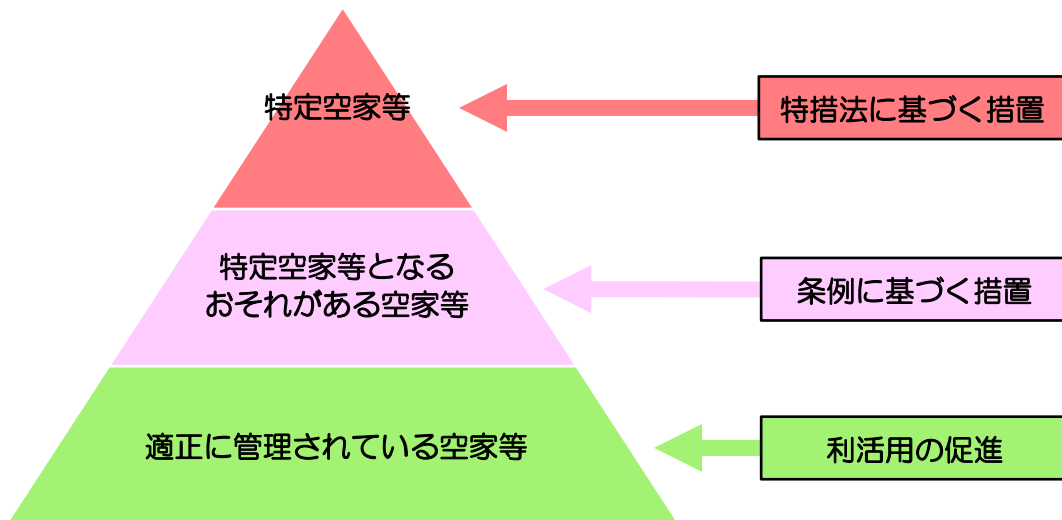 特定空家等
特措法に基づく措置
特定空家等となる
おそれがある空家等
条例に基づく措置
適正に管理されている空家等
利活用の促進